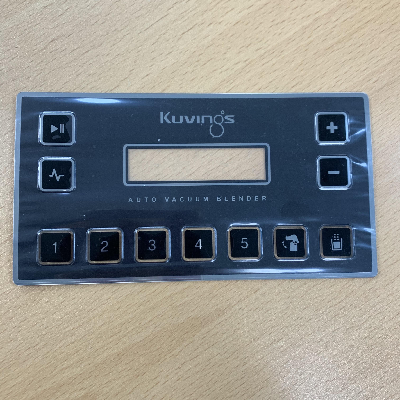 Kuvings
+
−
AUTO VACUUM BLENDER
1 2 3 4 5